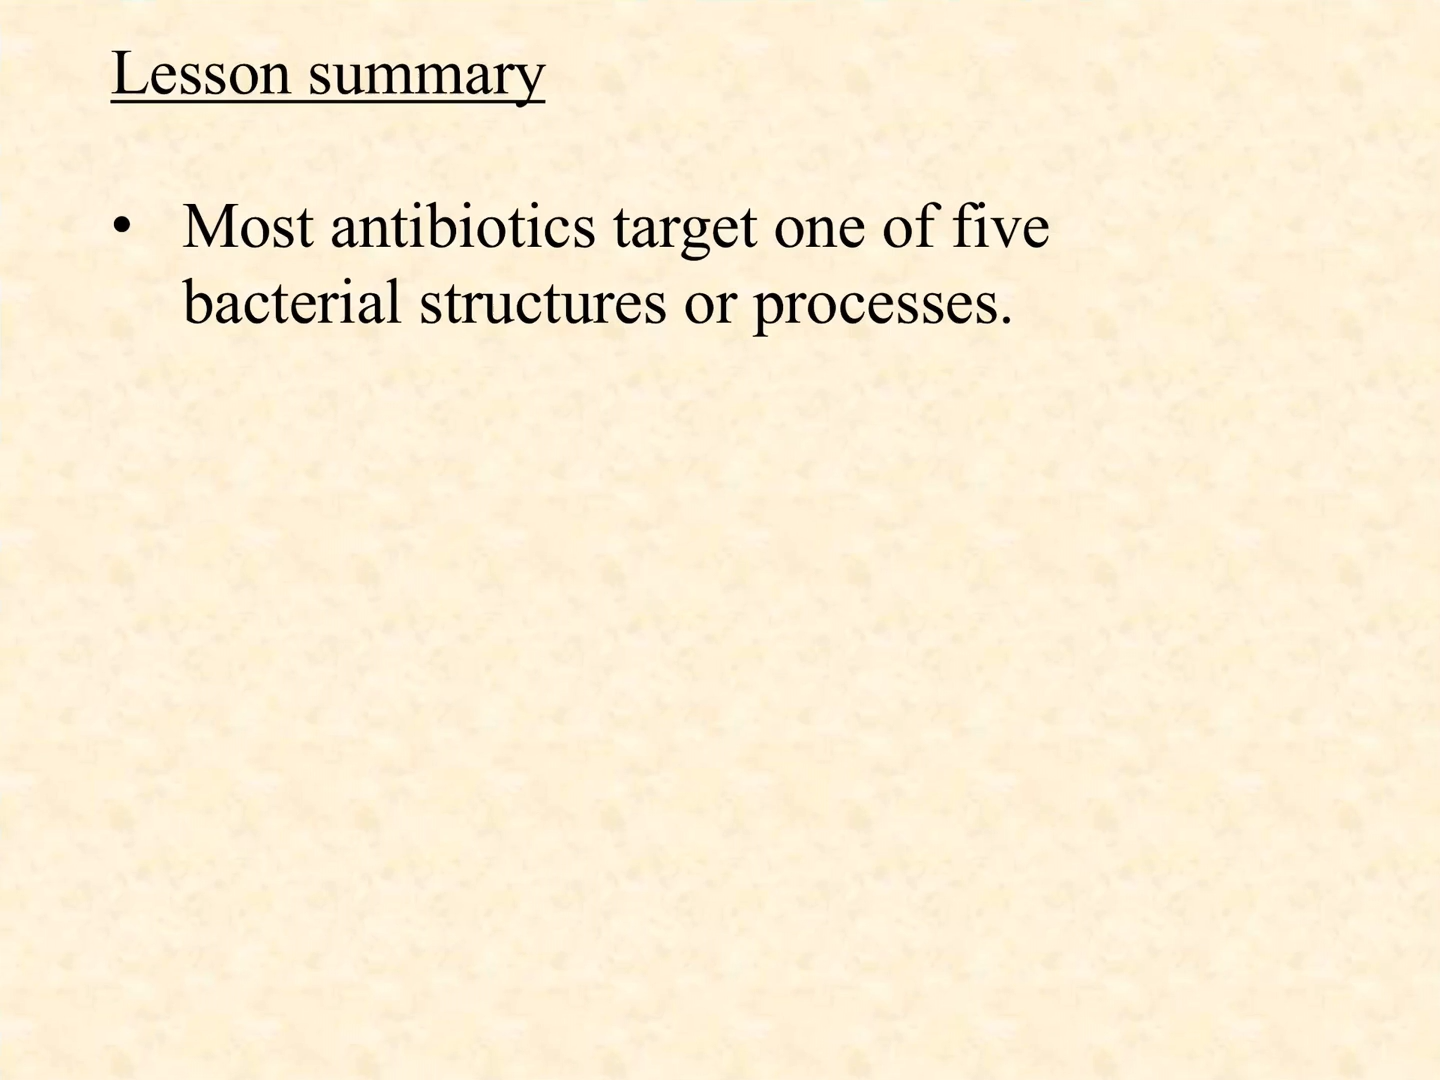 Lesson summary
• Most antibiotics target one of five
bacterial structures or processes.